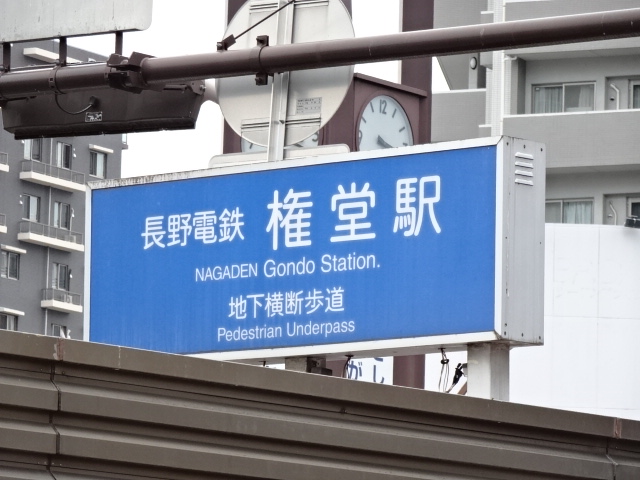 長野電鉄 権堂駅
NAGADEN Gondo Station.
地下横断歩道
Pedestrian Underpass